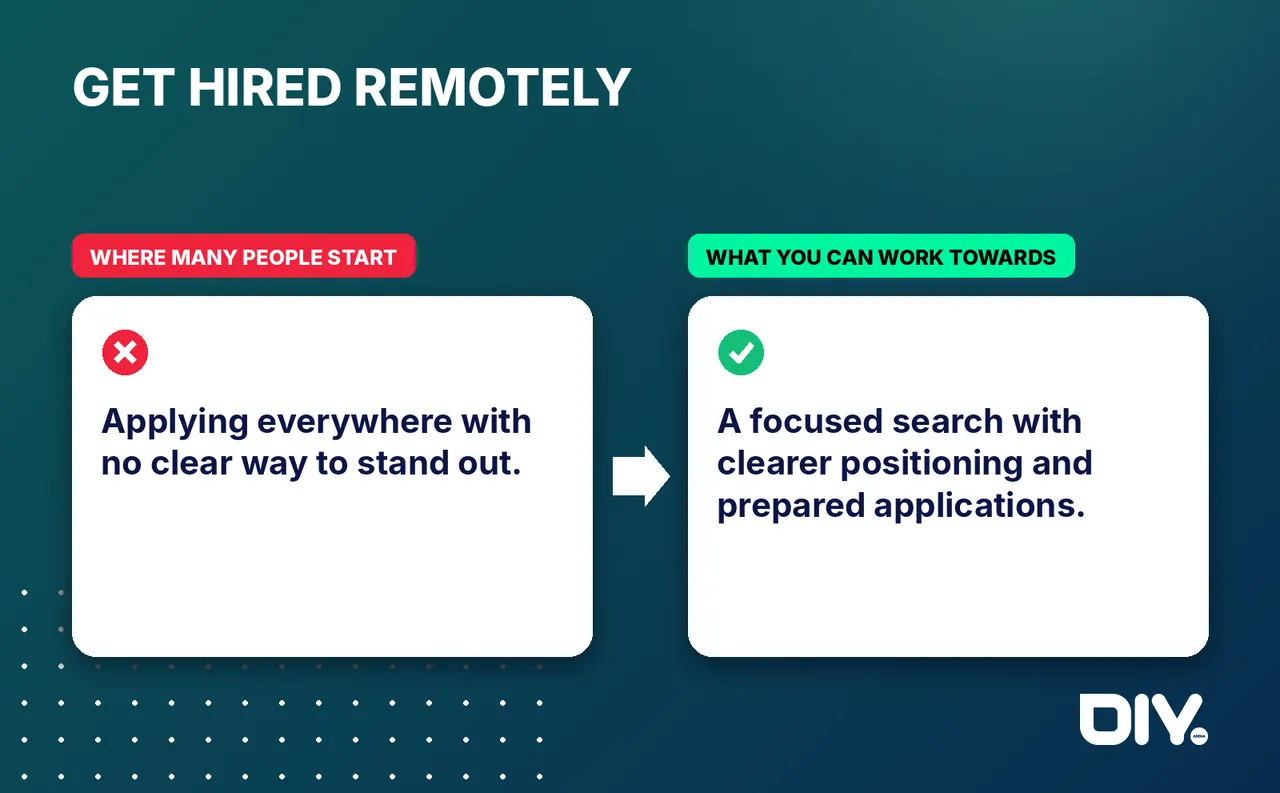 GET HIRED REMOTELY
WHERE MANY PEOPLE START
Applying everywhere with
no clear way to stand out.
WHAT YOU CAN WORK TOWARDS
A focused search with
clearer positioning and
prepared applications.
DIY.
ARENA